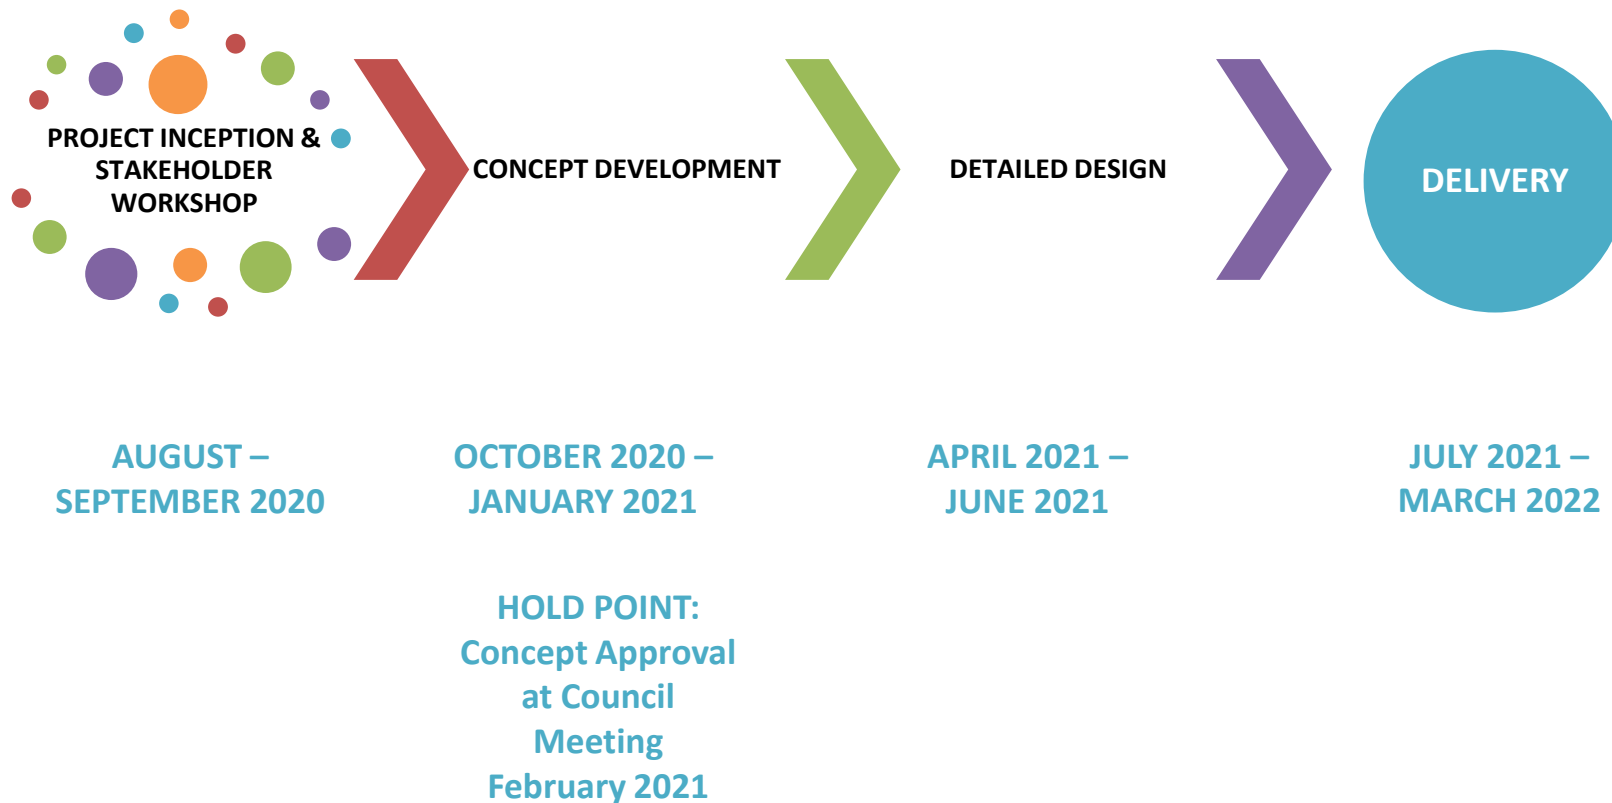 PROJECT INCEPTION &
STAKEHOLDER
WORKSHOP
CONCEPT DEVELOPMENT
DETAILED DESIGN
DELIVERY
AUGUST –
SEPTEMBER 2020
OCTOBER 2020 –
JANUARY 2021
HOLD POINT:
Concept Approval
at Council
Meeting
February 2021
APRIL 2021 –
JUNE 2021
JULY 2021 –
MARCH 2022